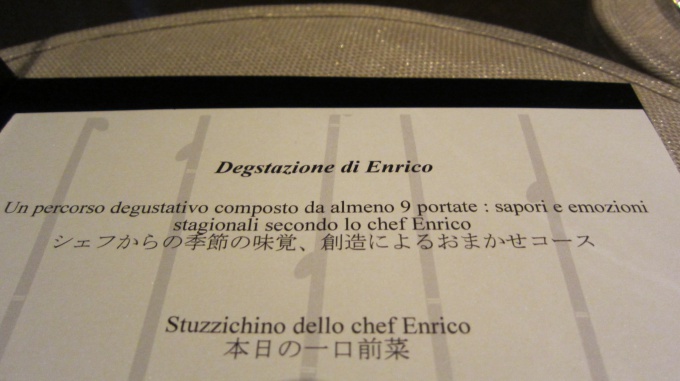 Degstazione di Enrico
Un percorso degustativo composto da almeno 9 portate : sapori e emozioni
stagionali secondo lo chef Enrico
シェフからの季節の味覚、創造によるおまかせコース
Stuzzichino dello chef Enrico
本日の一口前菜